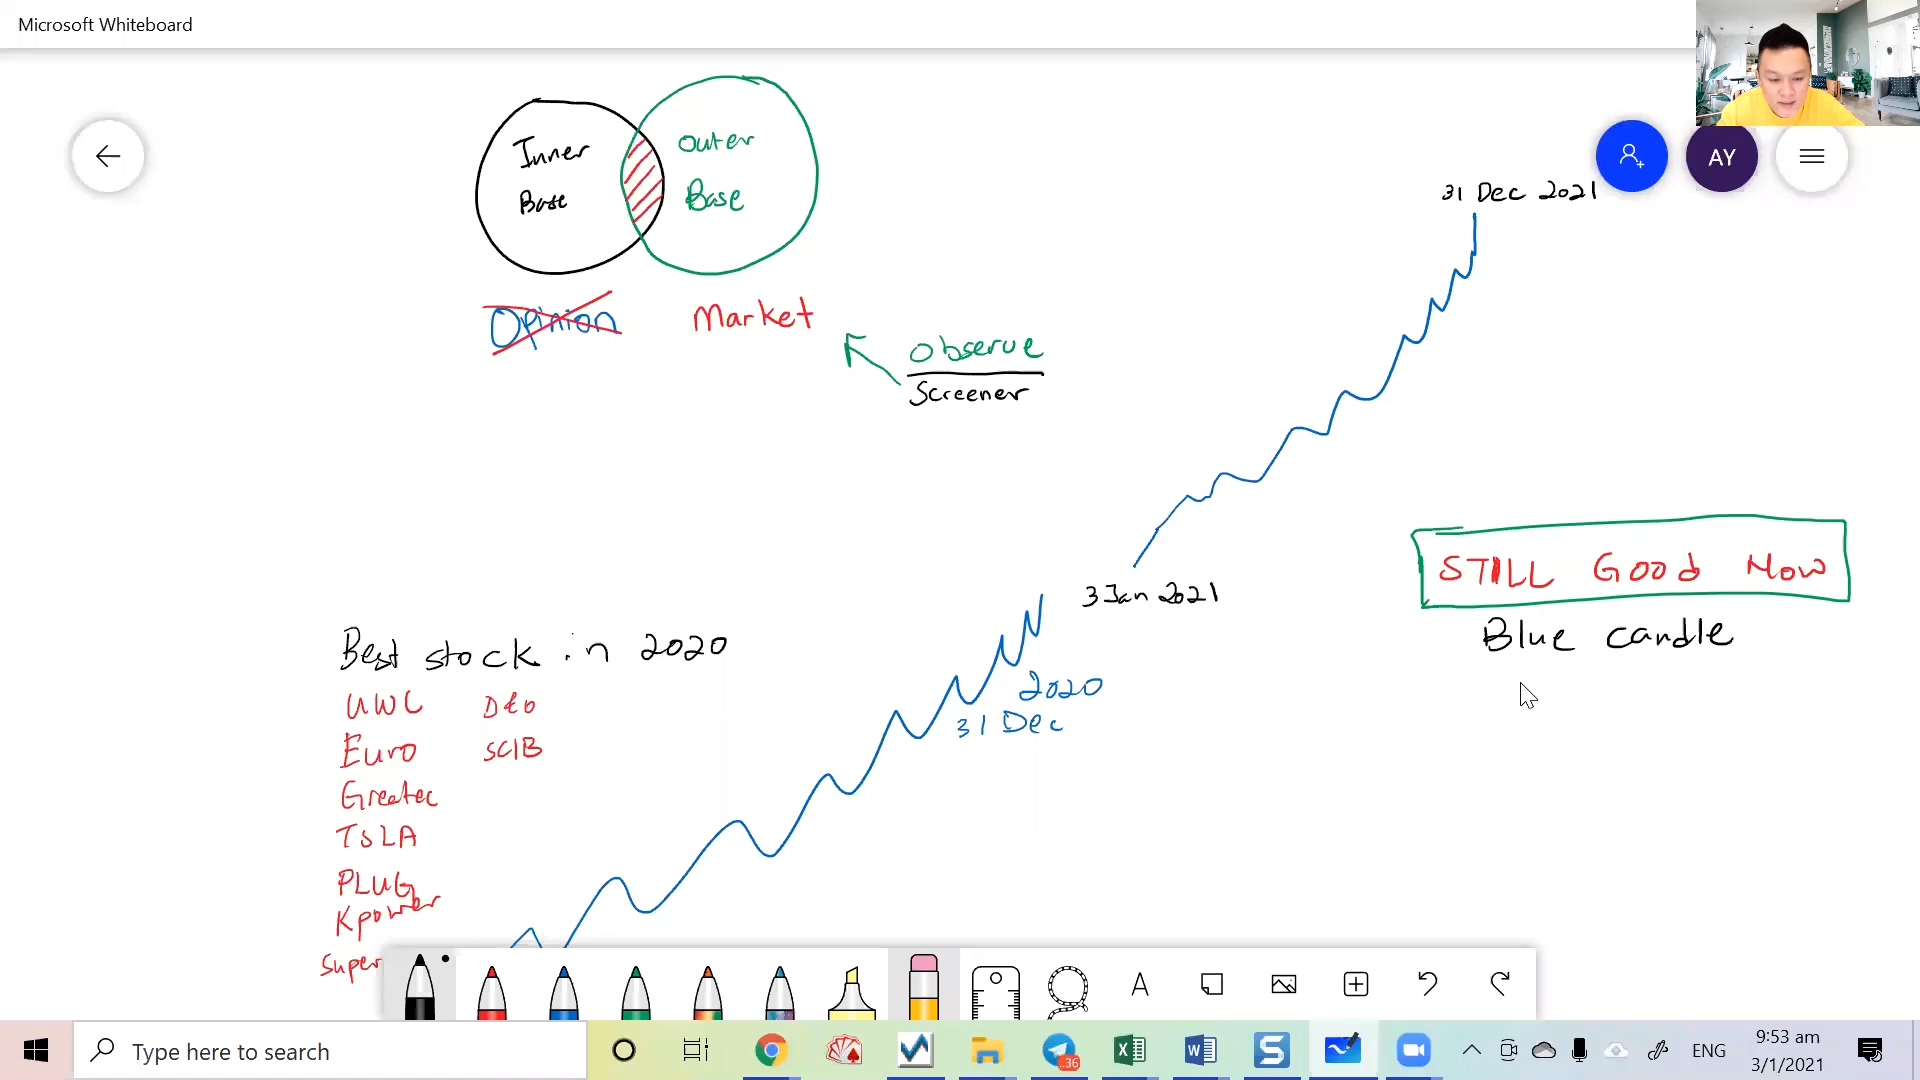 Microsoft Whiteboard
Inner
Base
Outer
Base
Opinion
Market
Observe
Screener
31 Dec 2021
AY
3 Jan 2021
STILL Good Now
Blue candle
2020
31 Dec
Best stock in 2020
UWC
D&O
Euro
SCIB
Greatec
TSLA
PLUG
Kpower
Super
A
Type here to search
36
ENG
9:53 am
3/1/2021